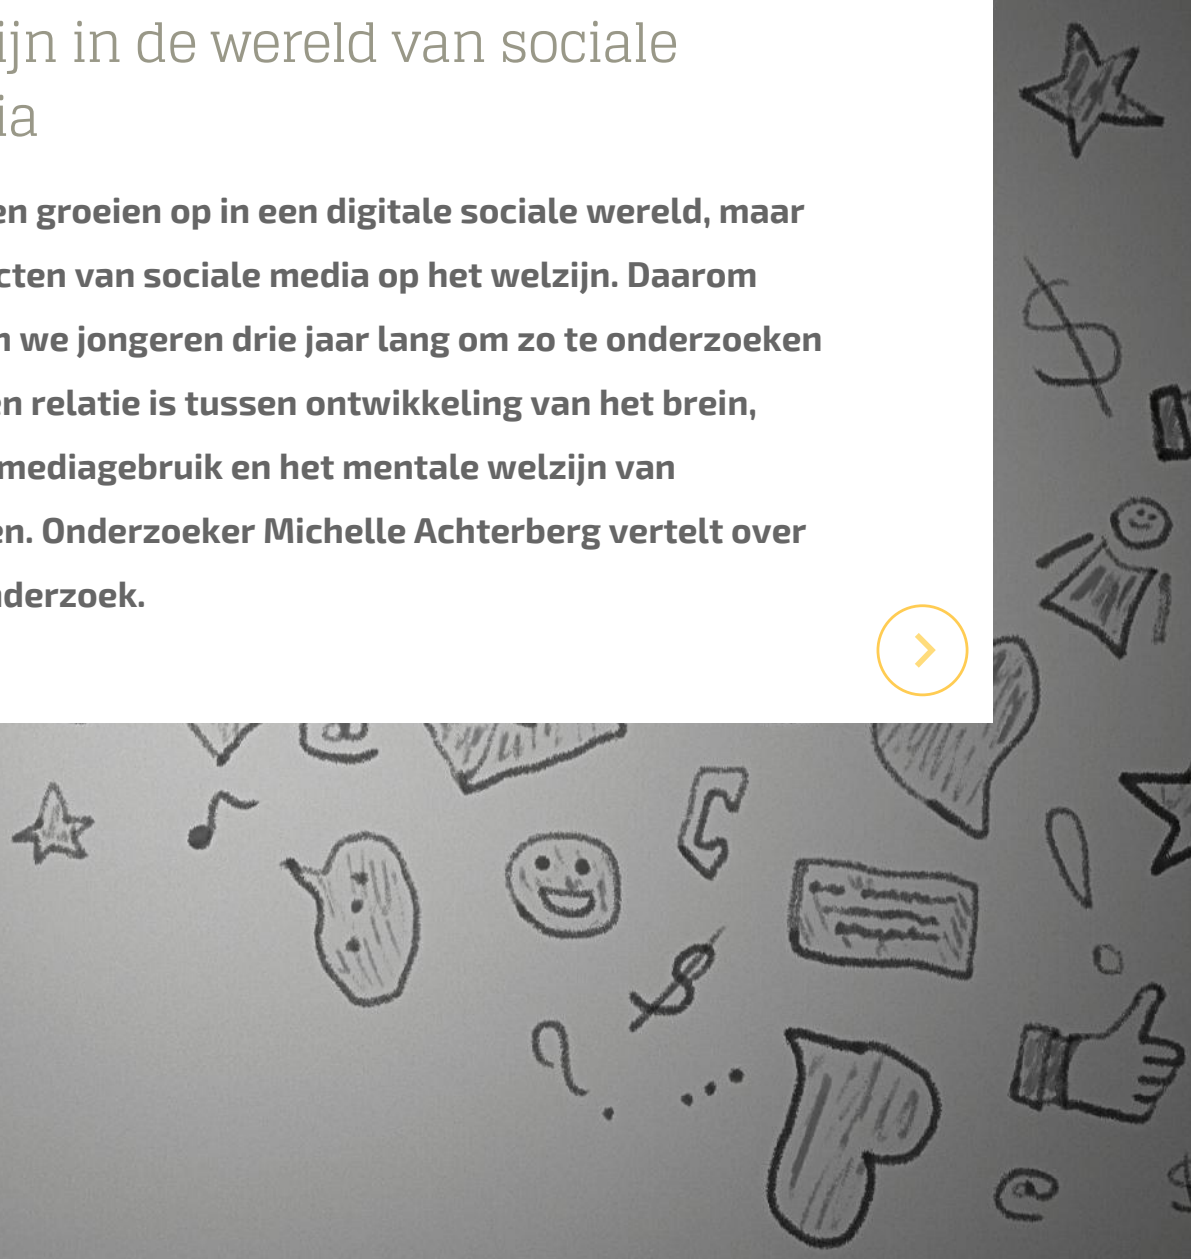 ijn in de wereld van sociale
ia
en groeien op in een digitale sociale wereld, maar
cten van sociale media op het welzijn. Daarom
n we jongeren drie jaar lang om zo te onderzoeken
en relatie is tussen ontwikkeling van het brein,
mediagebruik en het mentale welzijn van
en. Onderzoeker Michelle Achterberg vertelt over
nderzoek.
@
$
$
?
!
...
@
$